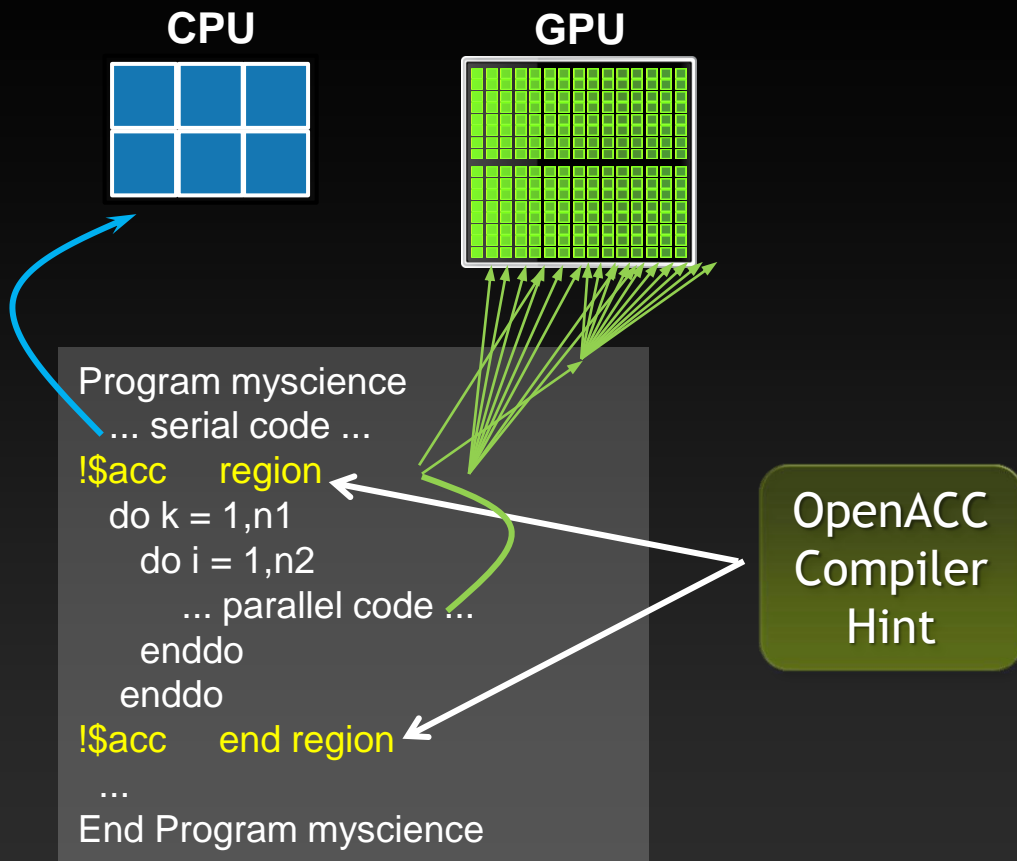 CPU
GPU
Program myscience
... serial code ...
!$acc region
do k = 1,n1
do i = 1,n2
... parallel code ...
enddo
enddo
!$acc end region
...
End Program myscience
OpenACC
Compiler
Hint